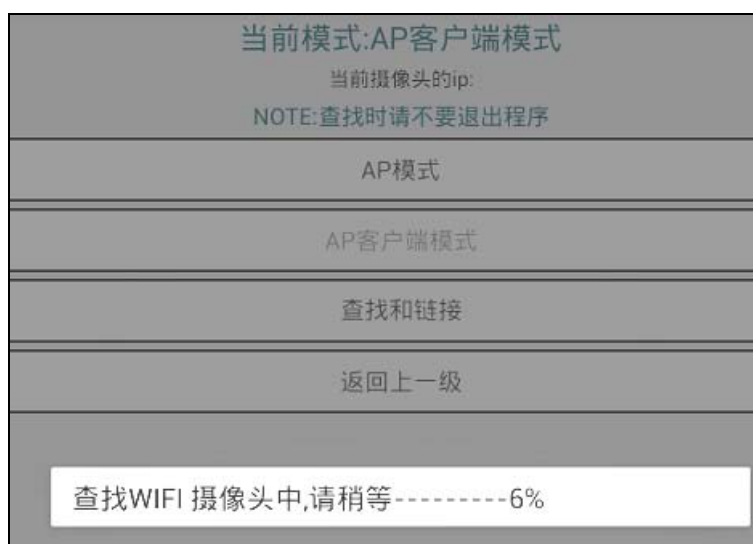 当前模式:AP客户端模式
当前摄像头的ip:
NOTE:查找时请不要退出程序
AP模式
AP客户端模式
查找和链接
返回上一级
查找WIFI 摄像头中,请稍等---------6%